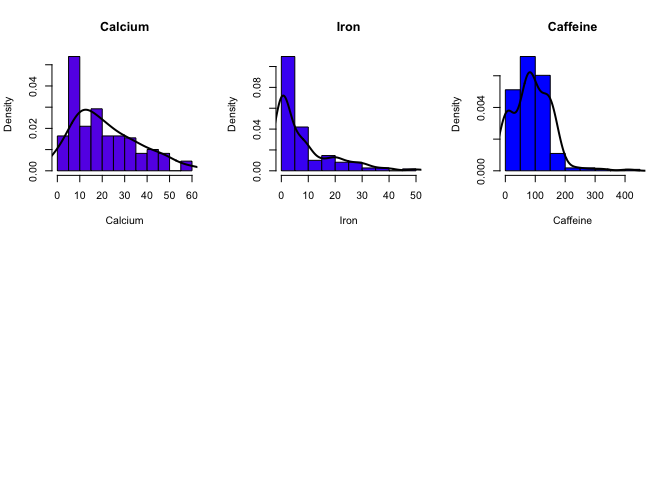 Calcium
Density
0.00
0.02
0.04
0 10 20 30 40 50 60
Calcium
Iron
Density
0.00
0.04
0.08
0 10 20 30 40 50
Iron
Caffeine
Density
0.000
0.004
0 100 200 300 400
Caffeine